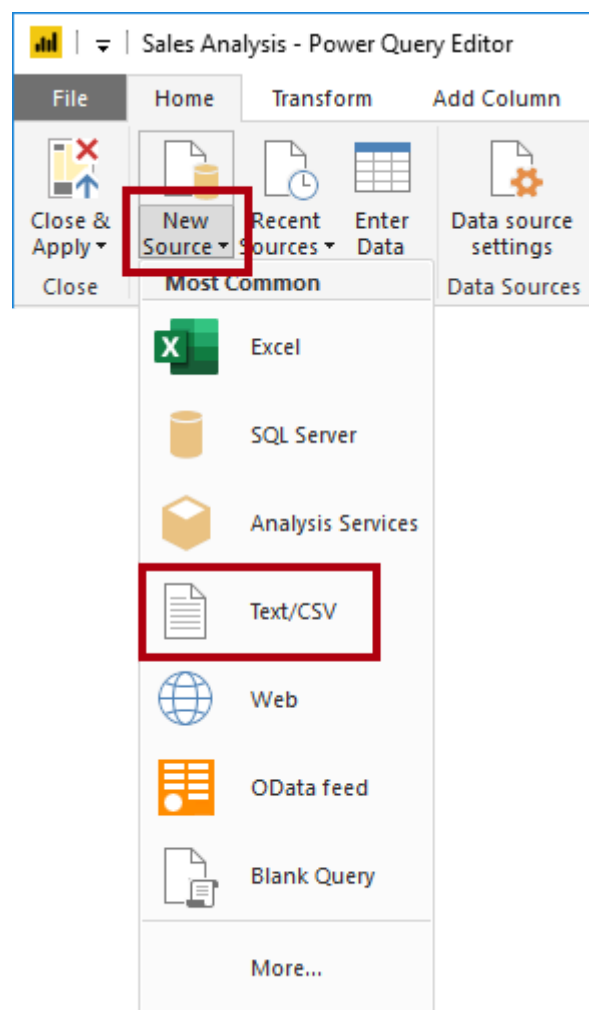 Sales Analysis - Power Query Editor
File Home Transform Add Column
Close & Apply
New Source
Recent Sources
Enter Data
Data source settings
Close
Most Common
Data Sources
Excel
SQL Server
Analysis Services
Text/CSV
Web
OData feed
Blank Query
More...